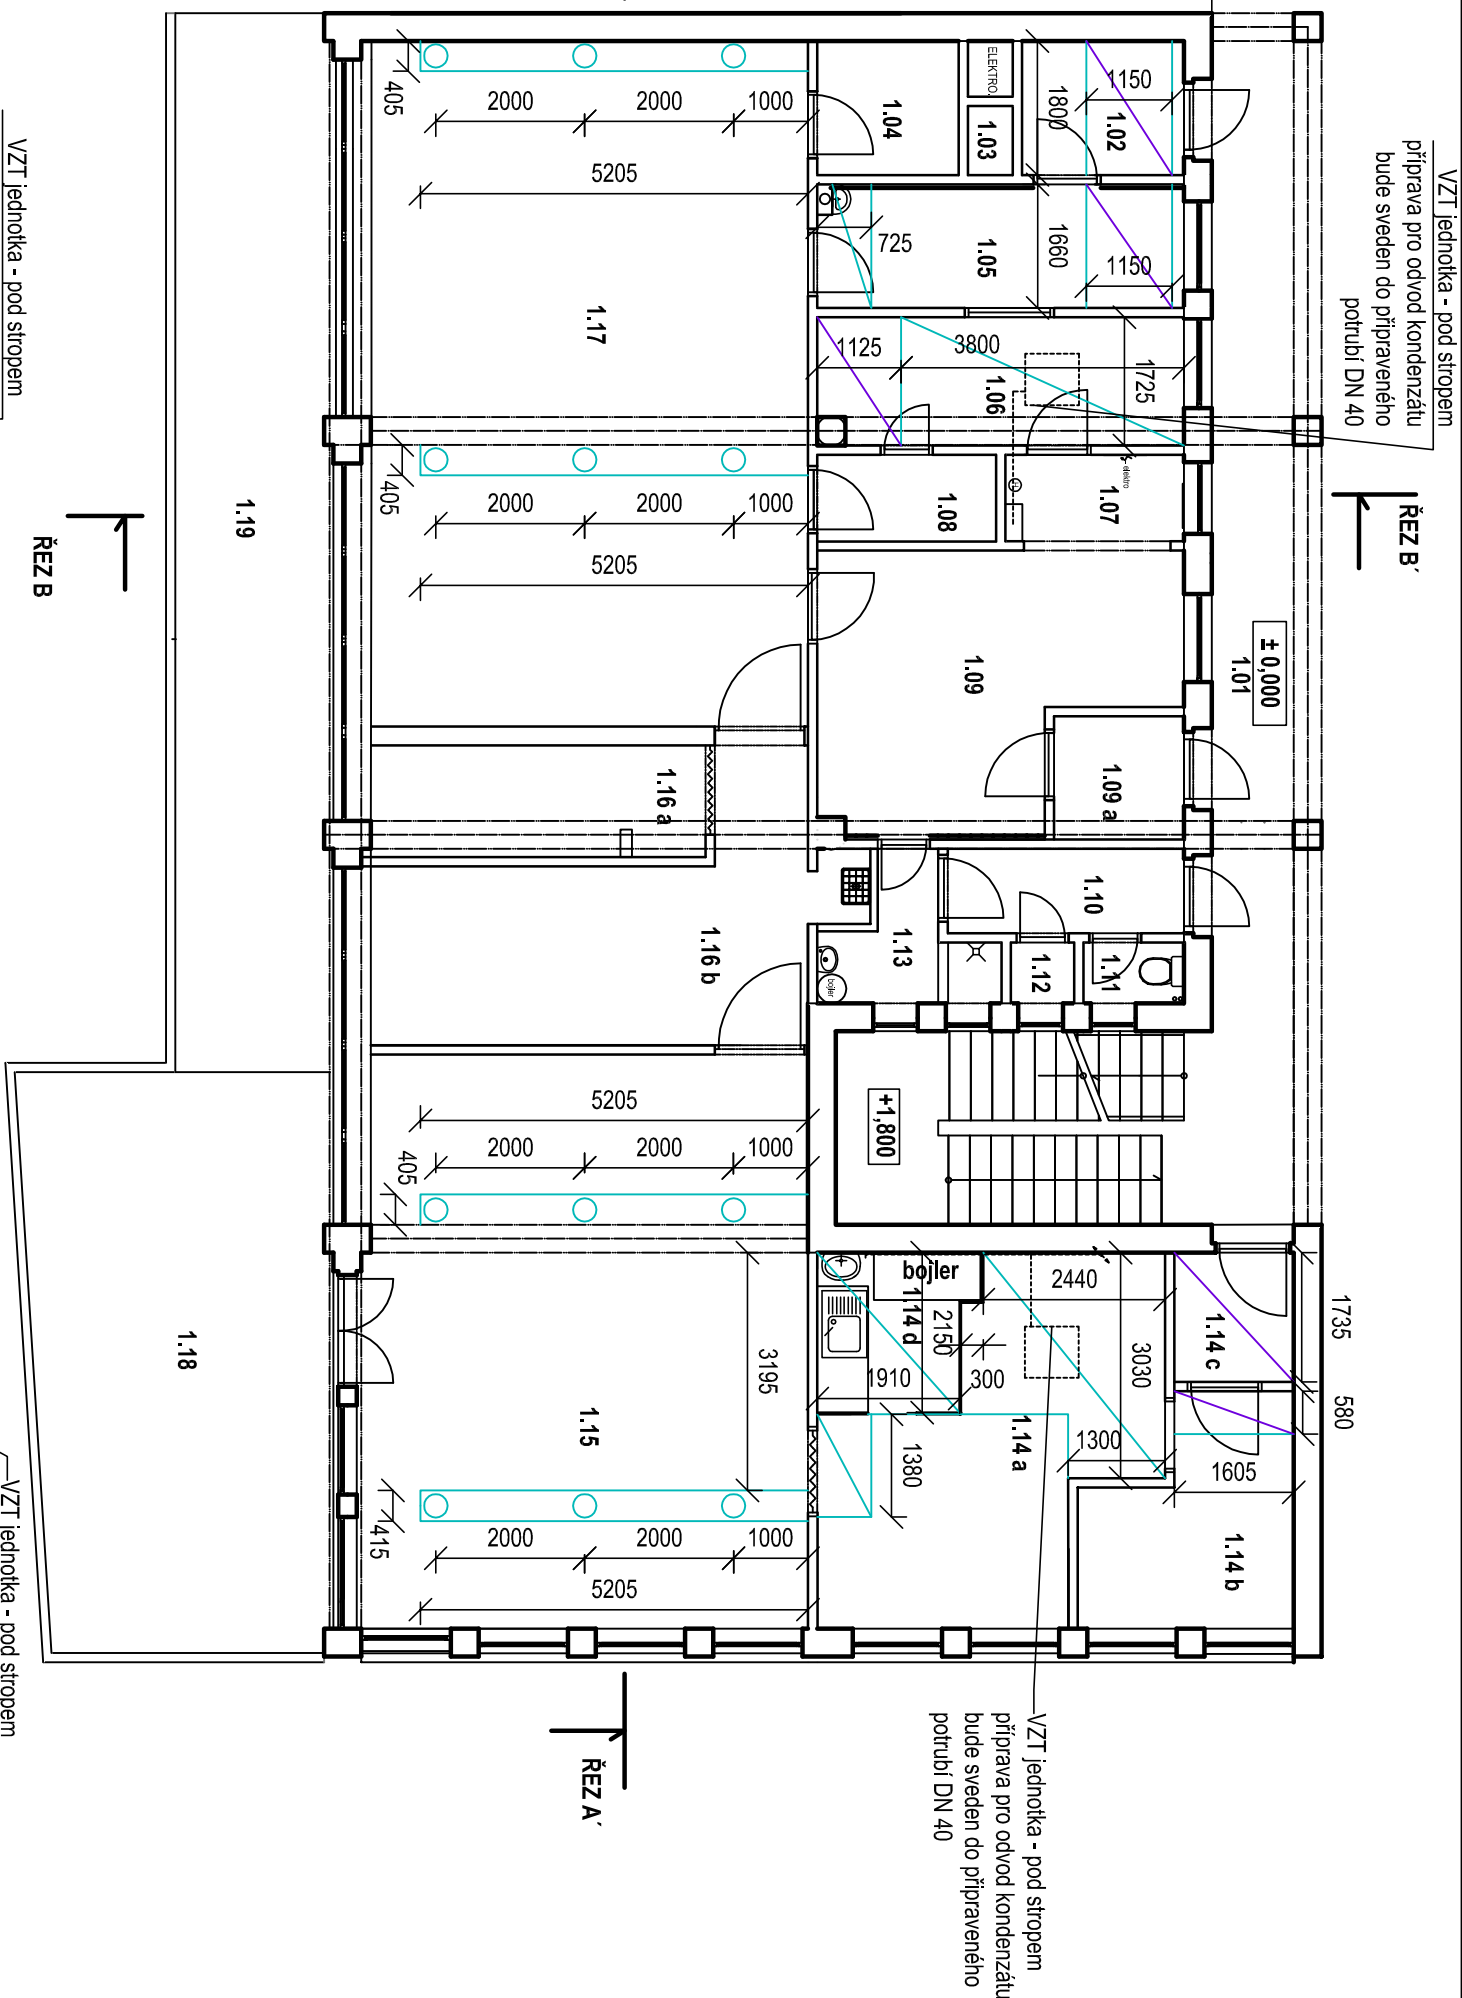 VZT jednotka - pod stropem
příprava pro odvod kondenzátu
bude sveden do připraveného
potrubí DN 40
ŘEZ B´
± 0,000
1.01
1735
580
1150
1800
1.02
ELEKTRO.
1.03
1.04
1150
1660
1.05
725
1725
3800
1125
1.06
elektro
1.07
1.08
1.09
1.09 a
1.10
1.11
1.12
1.13
bojler
+1,800
bojler
1.14 d
2440
2150
1910
300
3030
1300
1.14 a
1380
1.14 c
1605
1.14 b
405
2000
2000
1000
5205
1.17
405
2000
2000
1000
5205
1.16 a
1.16 b
5205
2000
2000
1000
405
3195
1.15
415
2000
2000
1000
5205
1.19
1.18
ŘEZ B
ŘEZ A´
VZT jednotka - pod stropem
příprava pro odvod kondenzátu
bude sveden do připraveného
potrubí DN 40
VZT jednotka - pod stropem
VZT jednotka - pod stropem